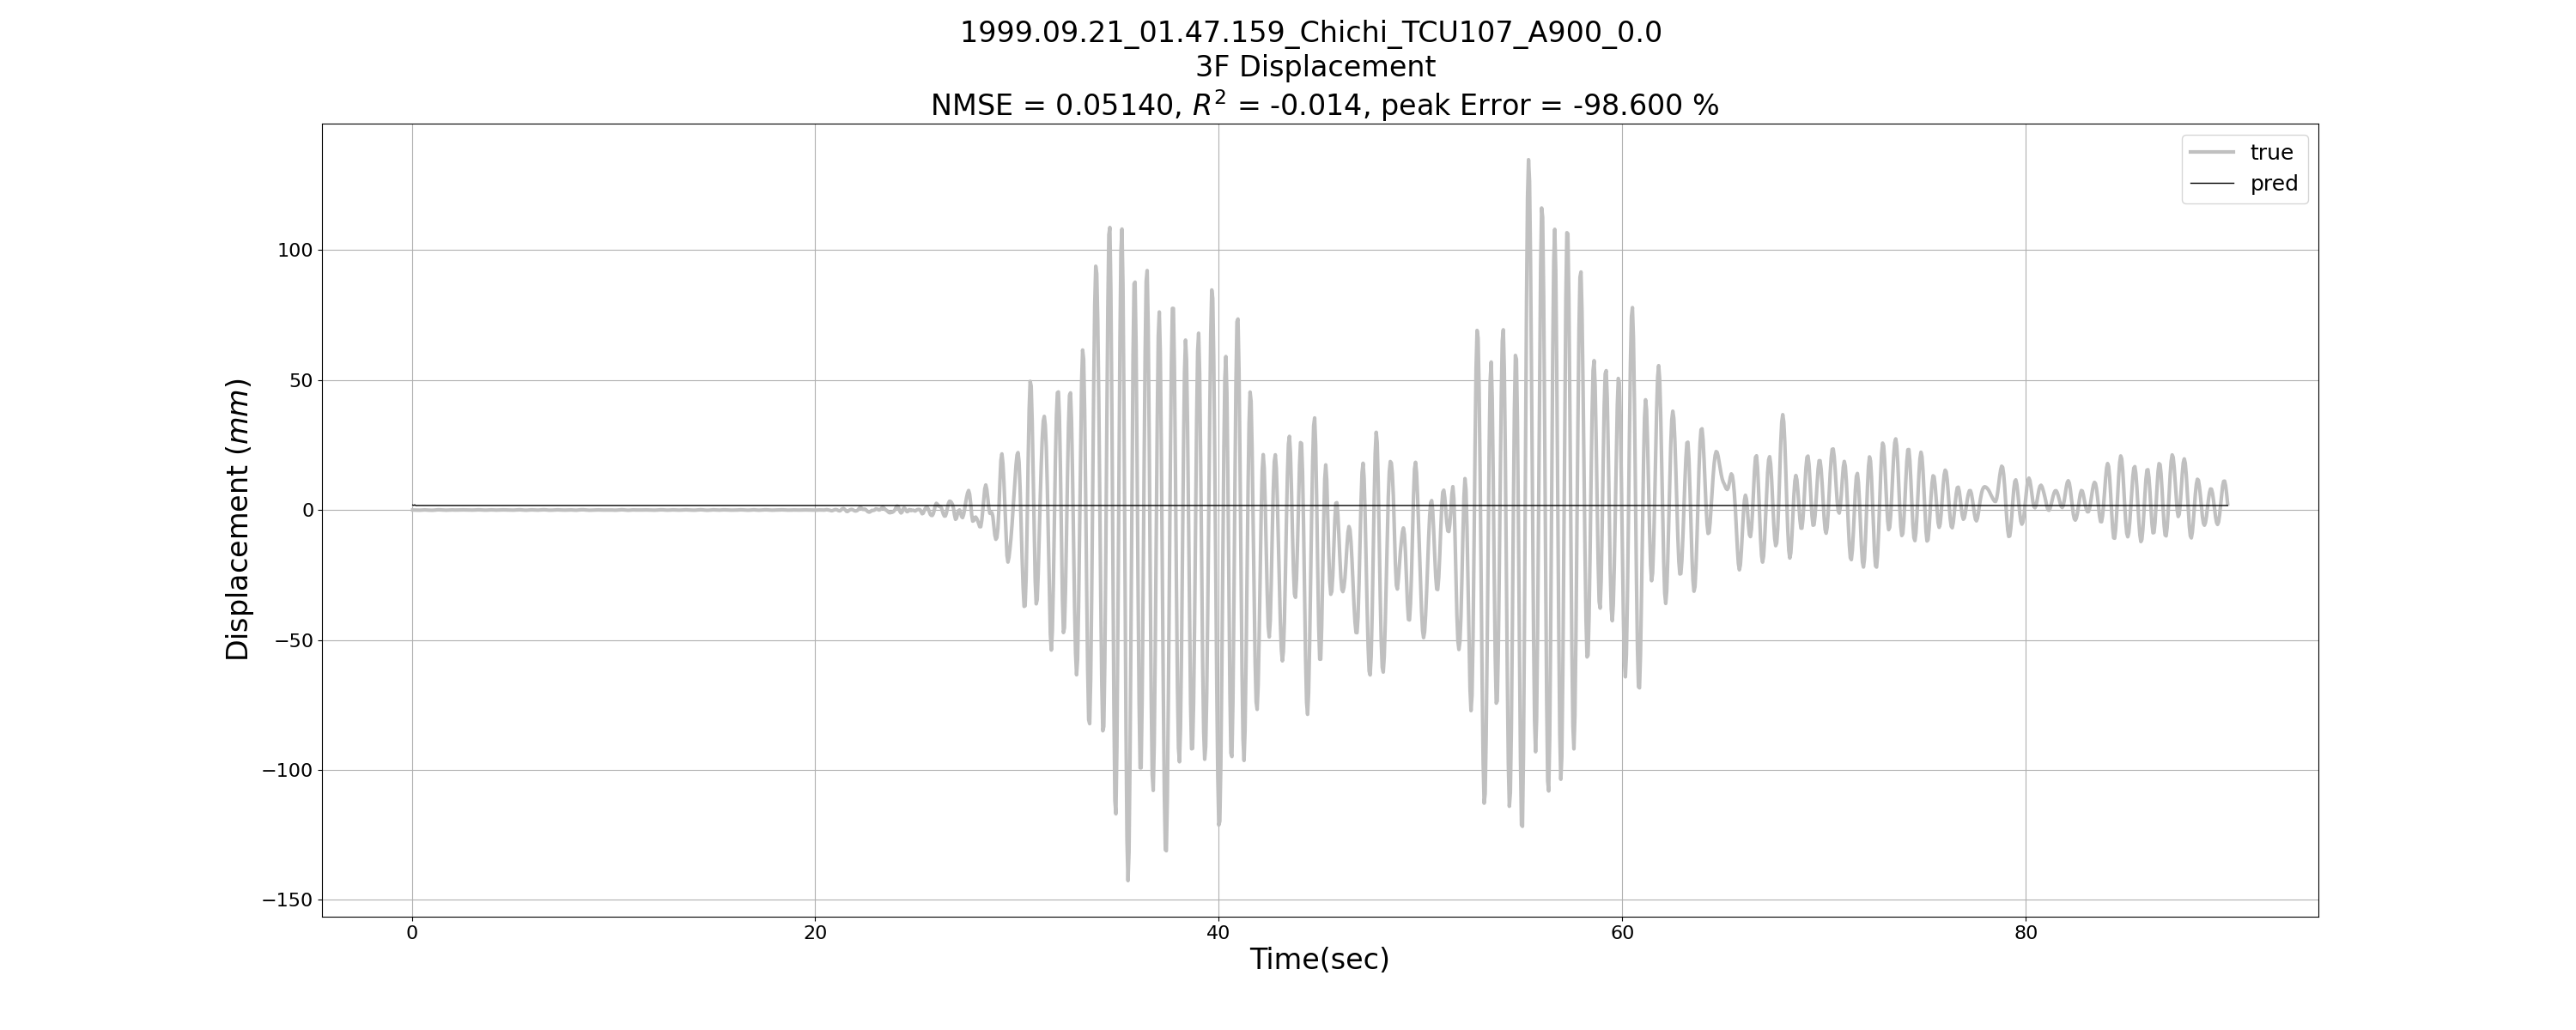 1999.09.21_01.47.159_Chichi_TCU107_A900_0.0
3F Displacement
NMSE = 0.05140, R² = -0.014, peak Error = -98.600 %
true
pred
Displacement (mm)
100
50
0
−50
−100
−150
0
20
40
60
80
Time(sec)